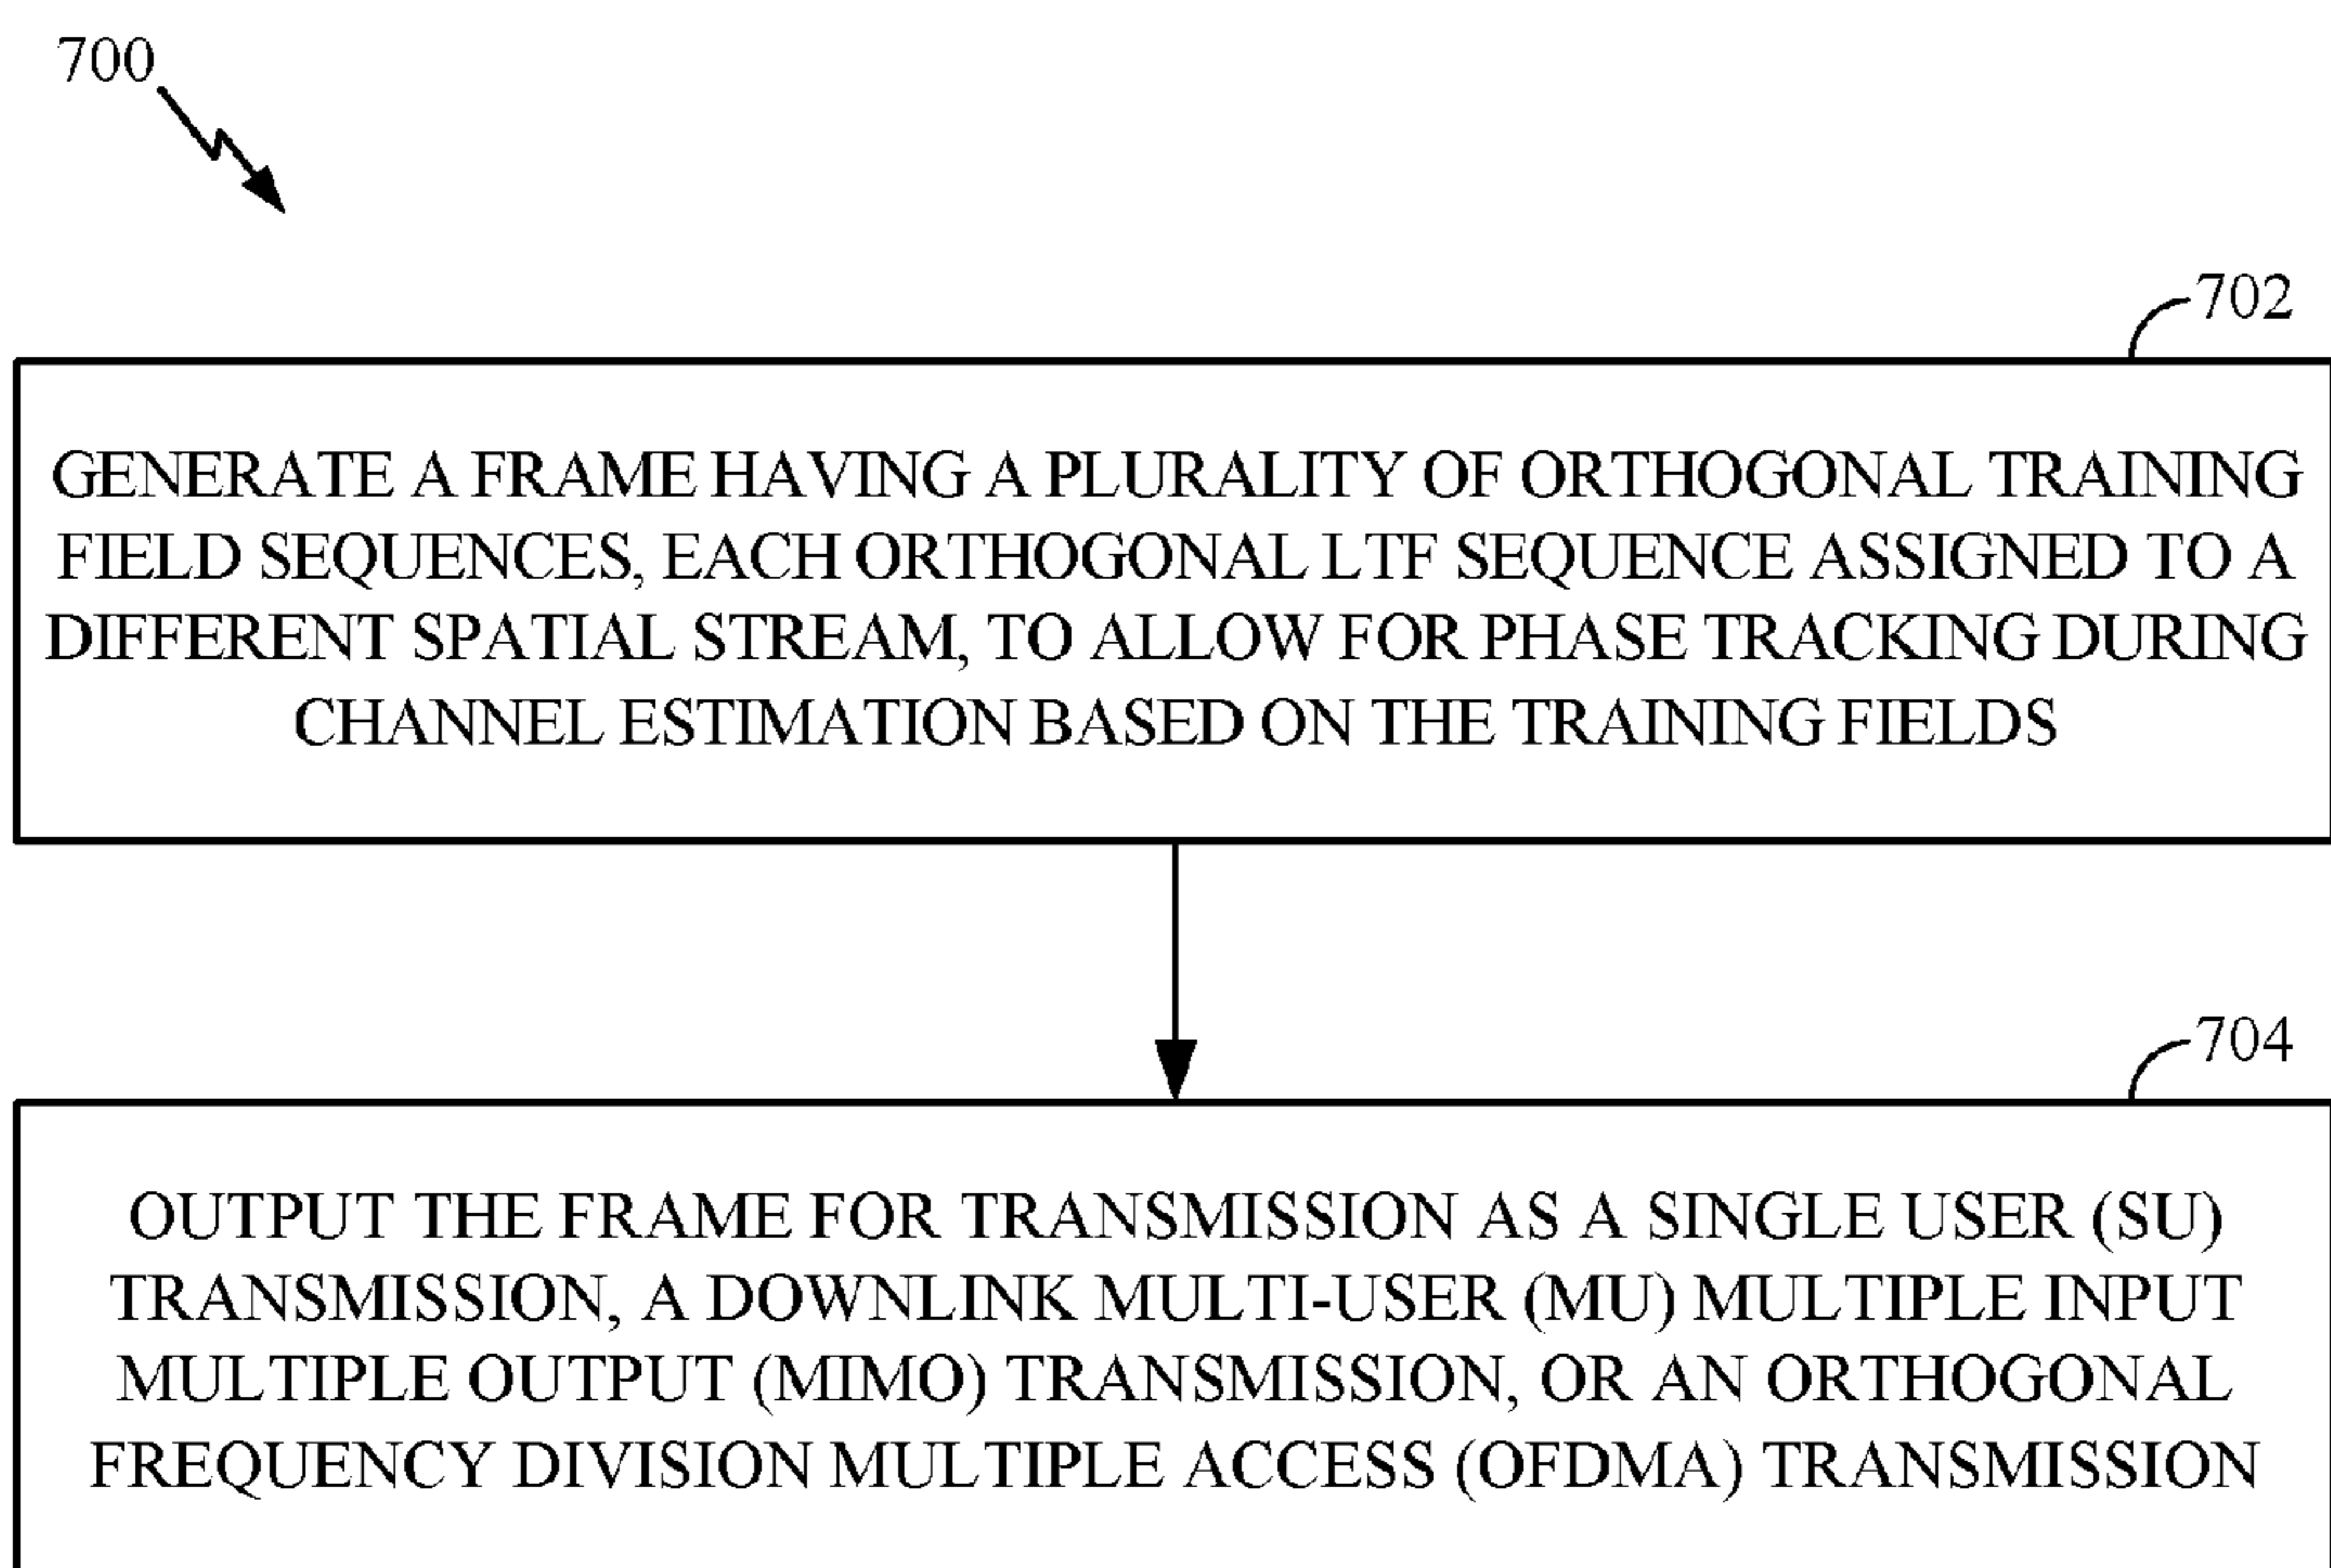 700
702
GENERATE A FRAME HAVING A PLURALITY OF ORTHOGONAL TRAINING
FIELD SEQUENCES, EACH ORTHOGONAL LTF SEQUENCE ASSIGNED TO A
DIFFERENT SPATIAL STREAM, TO ALLOW FOR PHASE TRACKING DURING
CHANNEL ESTIMATION BASED ON THE TRAINING FIELDS
704
OUTPUT THE FRAME FOR TRANSMISSION AS A SINGLE USER (SU)
TRANSMISSION, A DOWNLINK MULTI-USER (MU) MULTIPLE INPUT
MULTIPLE OUTPUT (MIMO) TRANSMISSION, OR AN ORTHOGONAL
FREQUENCY DIVISION MULTIPLE ACCESS (OFDMA) TRANSMISSION